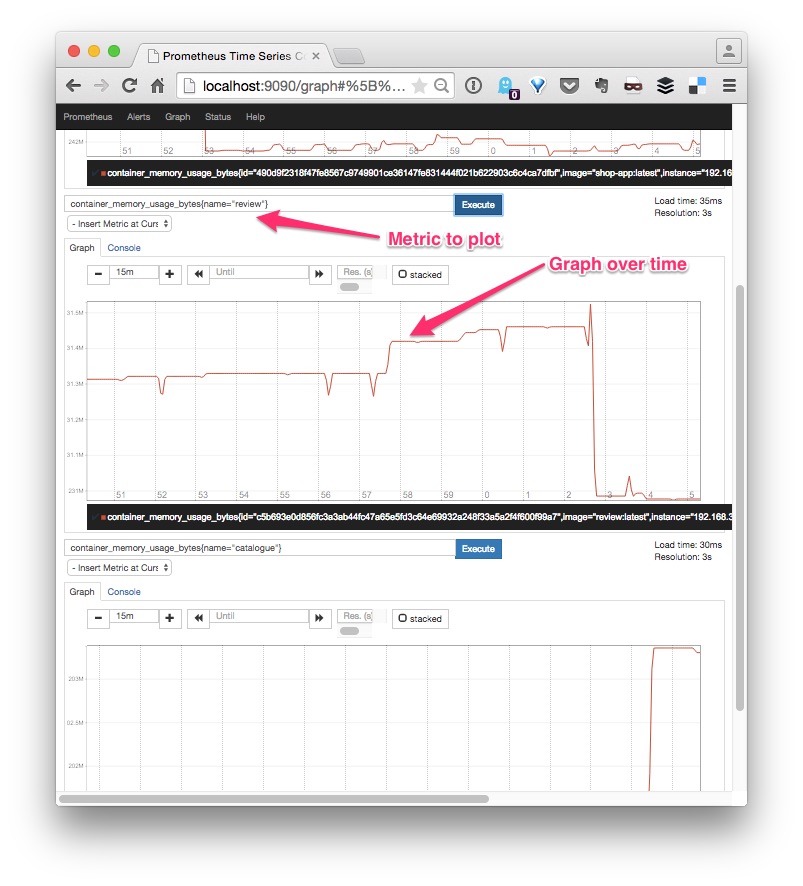 Prometheus Time Series C
localhost:9090/graph#%5B%...
0
Prometheus Alerts Graph Status Help
242M
51 52 53 54 55 56 57 58 59 0 1 2 3 4 5
container_memory_usage_bytes{id="490d9f2318f47fe8567c9749901ce36147fe831444f021b622903c6c4ca7dfbf",image="shop-app:latest",instance="192.16
container_memory_usage_bytes{name="review"}
Execute
Load time: 35ms
Resolution: 3s
- Insert Metric at Curs
Metric to plot
Graph Console
Graph over time
15m Until Res. (s) stacked
31.5M
31.4M
31.3M
31.2M
31.1M
231M
51 52 53 54 55 56 57 58 59 0 1 2 3 4 5
container_memory_usage_bytes{id="c5b693e0d856fc3a3ab44fc47a65e5fd3c64e69932a248f33a5a2f4f600f99a7",image="review:latest",instance="192.168.3
container_memory_usage_bytes{name="catalogue"}
Execute
Load time: 30ms
Resolution: 3s
- Insert Metric at Curs
Graph Console
15m Until Res. (s) stacked
203M
02.5M
202M